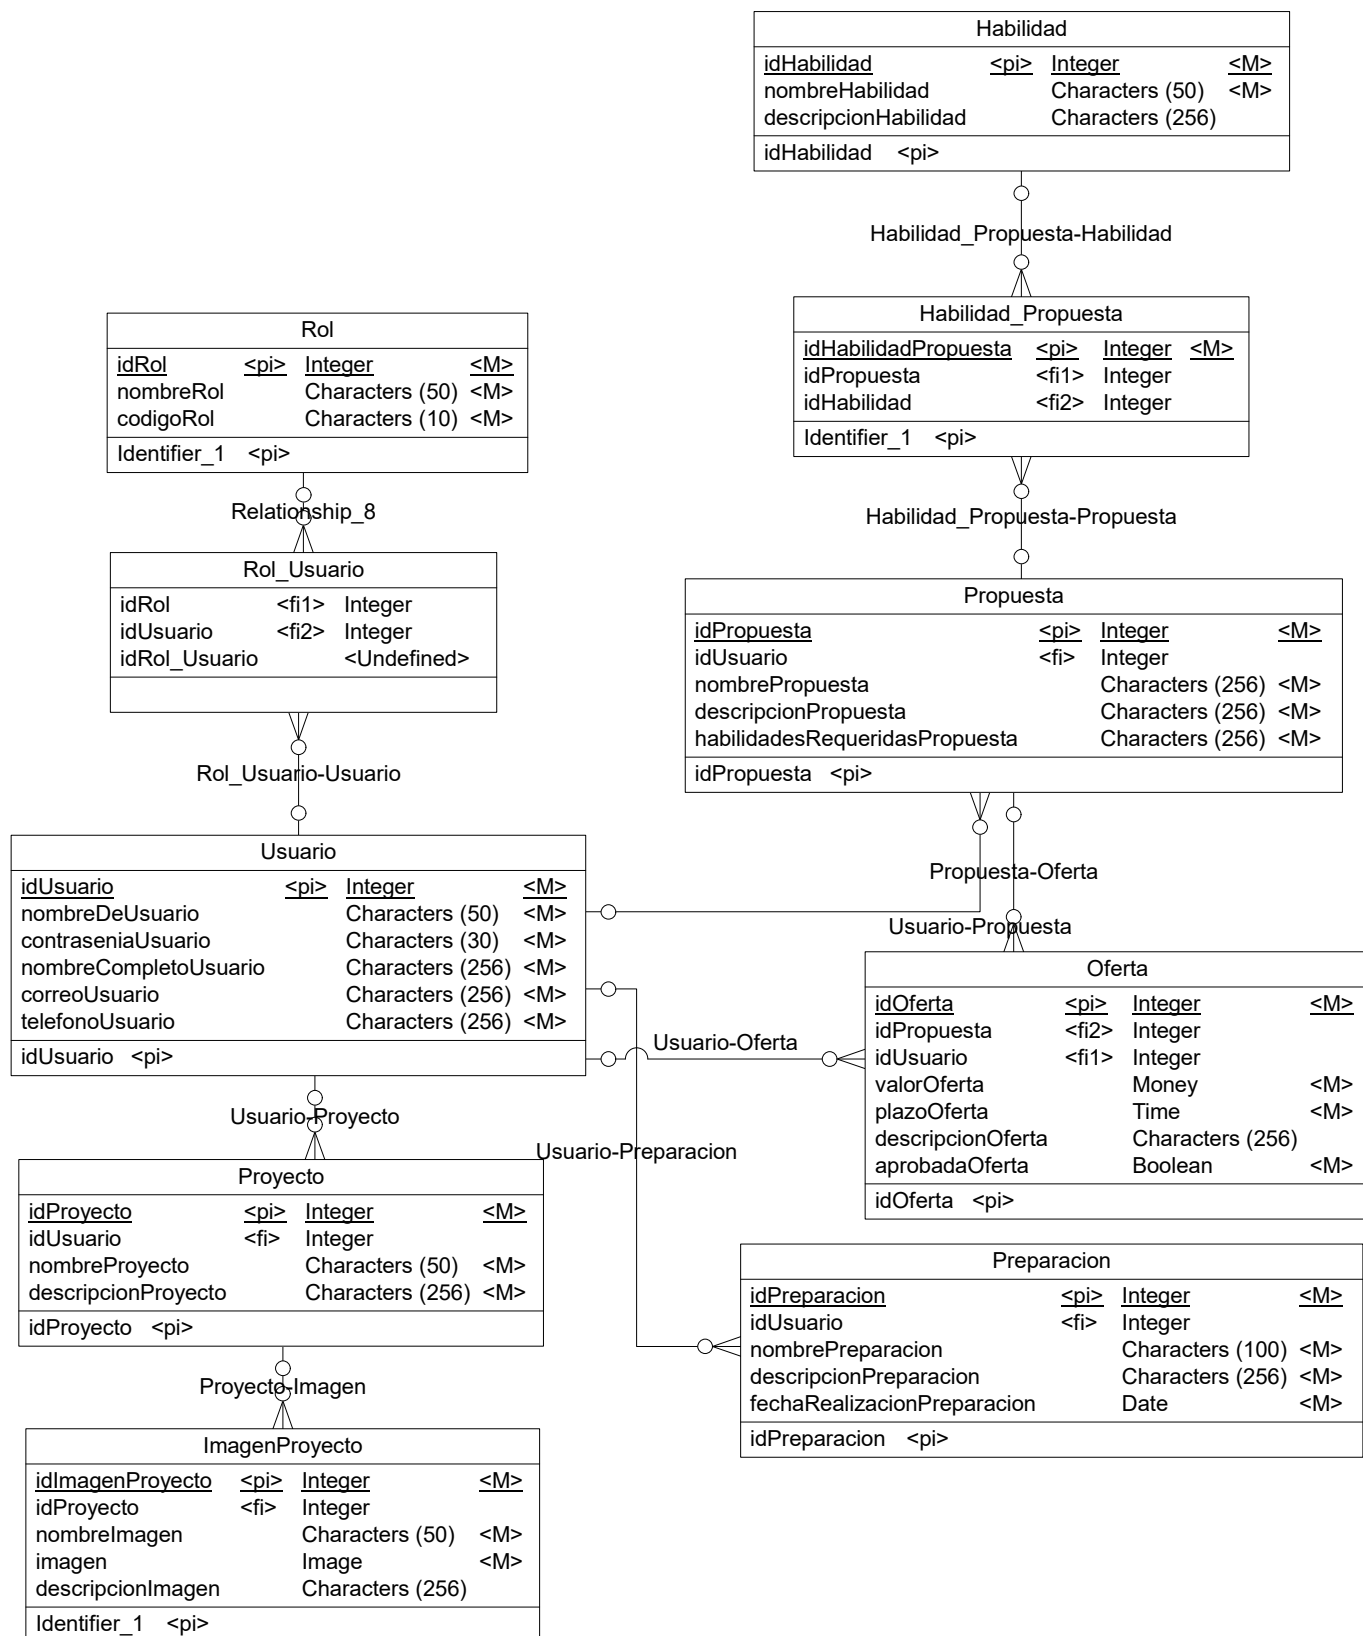 Habilidad
idHabilidad <pi> Integer <M>
nombreHabilidad Characters (50) <M>
descripcionHabilidad Characters (256)
idHabilidad <pi>
Habilidad_Propuesta-Habilidad
Habilidad_Propuesta
idHabilidadPropuesta <pi> Integer <M>
idPropuesta <fi1> Integer
idHabilidad <fi2> Integer
Identifier_1 <pi>
Habilidad_Propuesta-Propuesta
Rol
idRol <pi> Integer <M>
nombreRol Characters (50) <M>
codigoRol Characters (10) <M>
Identifier_1 <pi>
Relationship_8
Rol_Usuario
idRol <fi1> Integer
idUsuario <fi2> Integer
idRol_Usuario <Undefined>
Rol_Usuario-Usuario
Propuesta
idPropuesta <pi> Integer <M>
idUsuario <fi> Integer
nombrePropuesta Characters (256) <M>
descripcionPropuesta Characters (256) <M>
habilidadesRequeridasPropuesta Characters (256) <M>
idPropuesta <pi>
Propuesta-Oferta
Usuario-Propuesta
Usuario
idUsuario <pi> Integer <M>
nombreDeUsuario Characters (50) <M>
contraseniaUsuario Characters (30) <M>
nombreCompletoUsuario Characters (256) <M>
correoUsuario Characters (256) <M>
telefonoUsuario Characters (256) <M>
idUsuario <pi>
Usuario-Oferta
Oferta
idOferta <pi> Integer <M>
idPropuesta <fi2> Integer
idUsuario <fi1> Integer
valorOferta Money <M>
plazoOferta Time <M>
descripcionOferta Characters (256)
aprobadaOferta Boolean <M>
idOferta <pi>
Usuario-Proyecto
Usuario-Preparacion
Proyecto
idProyecto <pi> Integer <M>
idUsuario <fi> Integer
nombreProyecto Characters (50) <M>
descripcionProyecto Characters (256) <M>
idProyecto <pi>
Proyecto-Imagen
Preparacion
idPreparacion <pi> Integer <M>
idUsuario <fi> Integer
nombrePreparacion Characters (100) <M>
descripcionPreparacion Characters (256) <M>
fechaRealizacionPreparacion Date <M>
idPreparacion <pi>
ImagenProyecto
idImagenProyecto <pi> Integer <M>
idProyecto <fi> Integer
nombreImagen Characters (50) <M>
imagen Image <M>
descripcionImagen Characters (256)
Identifier_1 <pi>